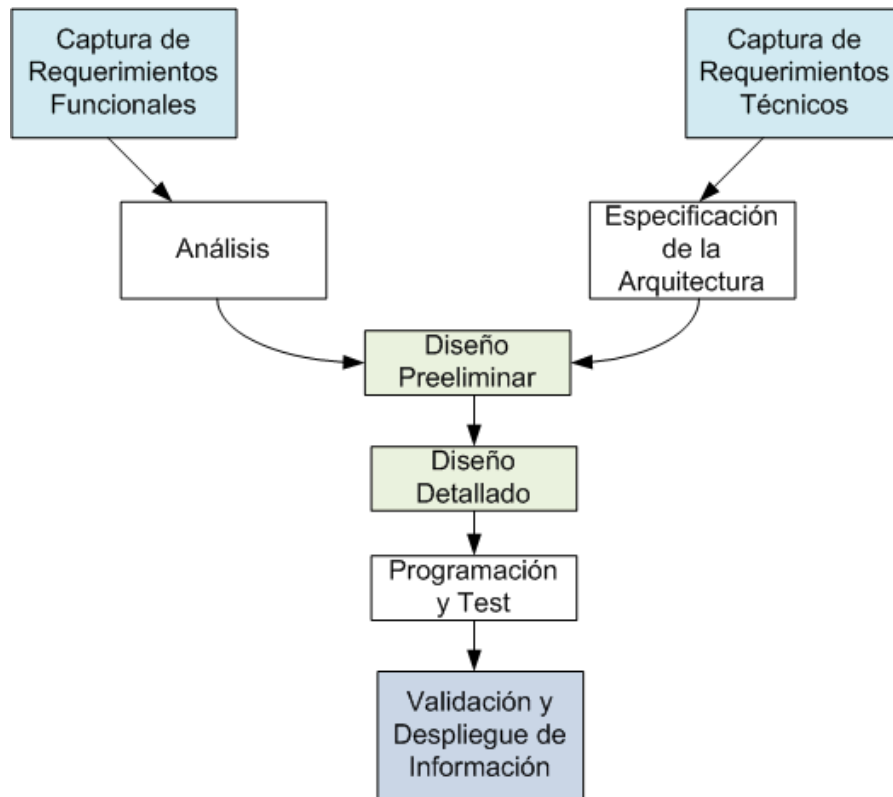 Captura de
Requerimientos
Funcionales
Captura de
Requerimientos
Técnicos
Análisis
Especificación
de la
Arquitectura
Diseño
Preeliminar
Diseño
Detallado
Programación
y Test
Validación y
Despliegue de
Información